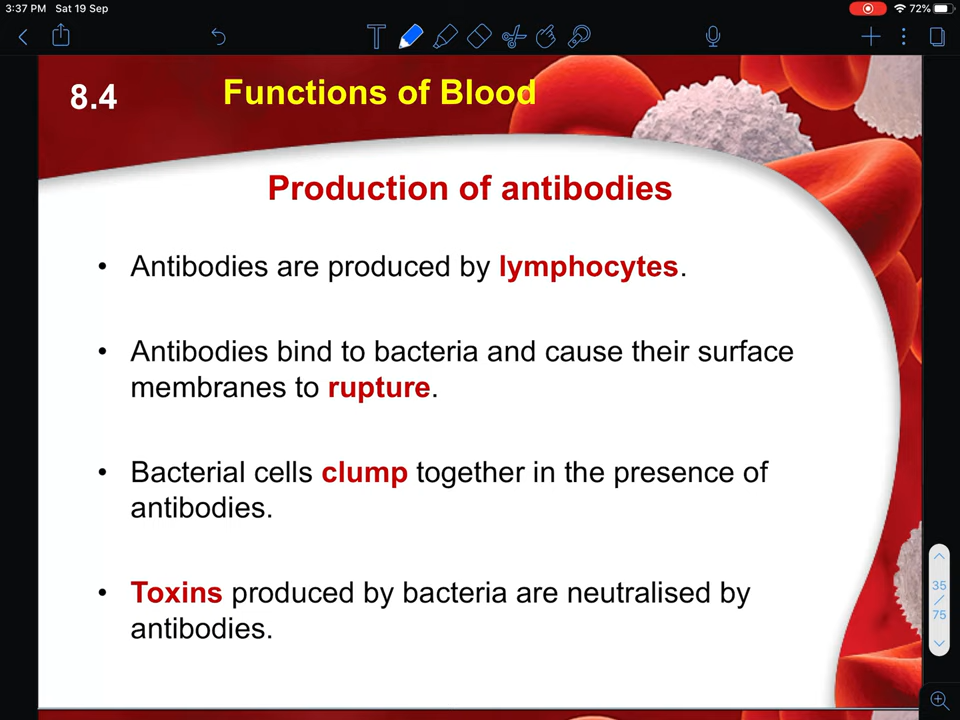 3:37 PM Sat 19 Sep
72%
8.4
Functions of Blood
Production of antibodies
• Antibodies are produced by lymphocytes.
• Antibodies bind to bacteria and cause their surface
membranes to rupture.
• Bacterial cells clump together in the presence of
antibodies.
• Toxins produced by bacteria are neutralised by
antibodies.
35
/
75